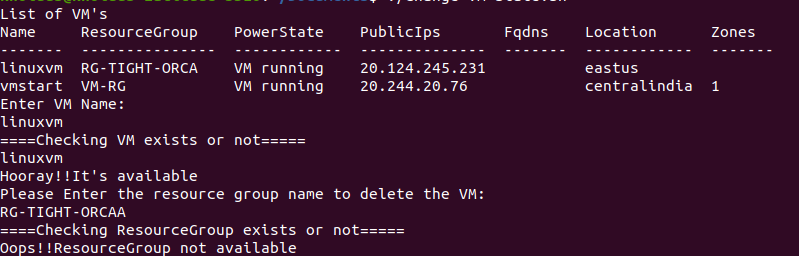 List of VM's
Name     ResourceGroup    PowerState    PublicIps       Fqdns    Location      Zones
-------  ---------------  ------------  --------------  -------  ------------  -------
linuxvm  RG-TIGHT-ORCA    VM running    20.124.245.231           eastus
vmstart  VM-RG            VM running    20.244.20.76             centralindia  1
Enter VM Name:
linuxvm
====Checking VM exists or not=====
linuxvm
Hooray!!It's available
Please Enter the resource group name to delete the VM:
RG-TIGHT-ORCAA
====Checking ResourceGroup exists or not=====
Oops!!ResourceGroup not available